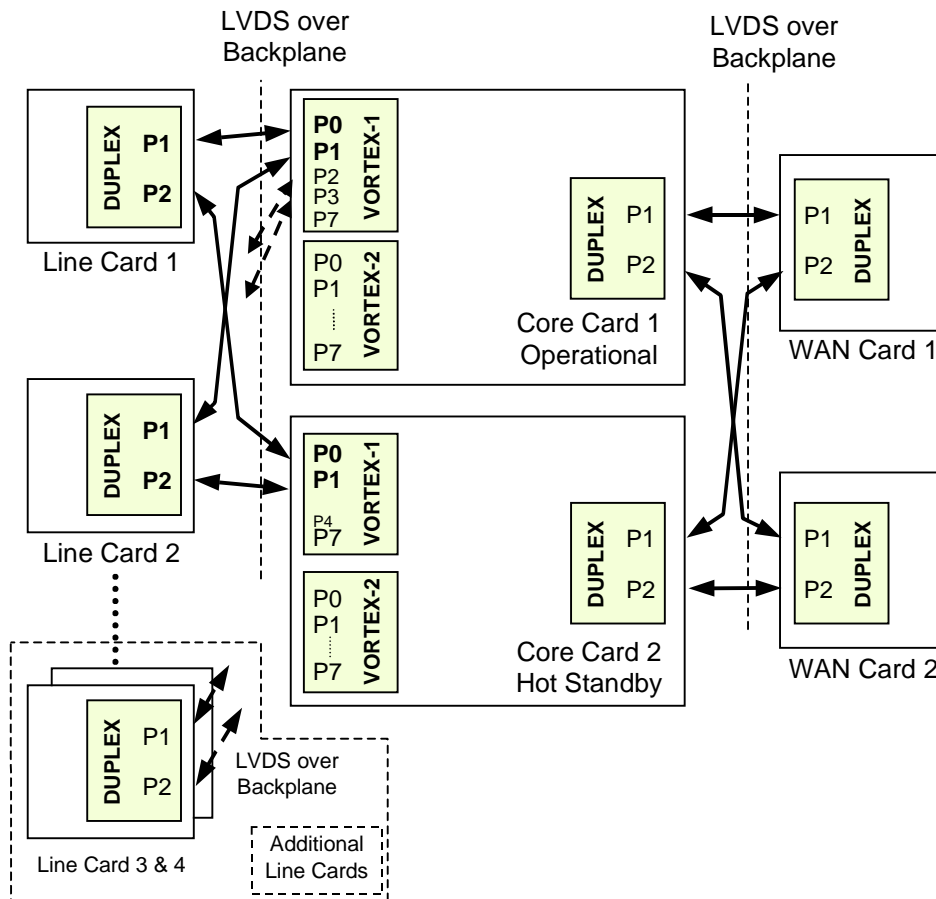 LVDS over
Backplane
LVDS over
Backplane
DUPLEX
P1
P2
Line Card 1
P0
P1
P2
P3
P7
VORTEX-1
P0
P1
P7
VORTEX-2
DUPLEX
P1
P2
Core Card 1
Operational
P1
P2
DUPLEX
WAN Card 1
DUPLEX
P1
P2
Line Card 2
P0
P1
P4
P7
VORTEX-1
P0
P1
P7
VORTEX-2
DUPLEX
P1
P2
Core Card 2
Hot Standby
P1
P2
DUPLEX
WAN Card 2
DUPLEX
P1
P2
LVDS over
Backplane
Line Card 3 & 4
Additional
Line Cards